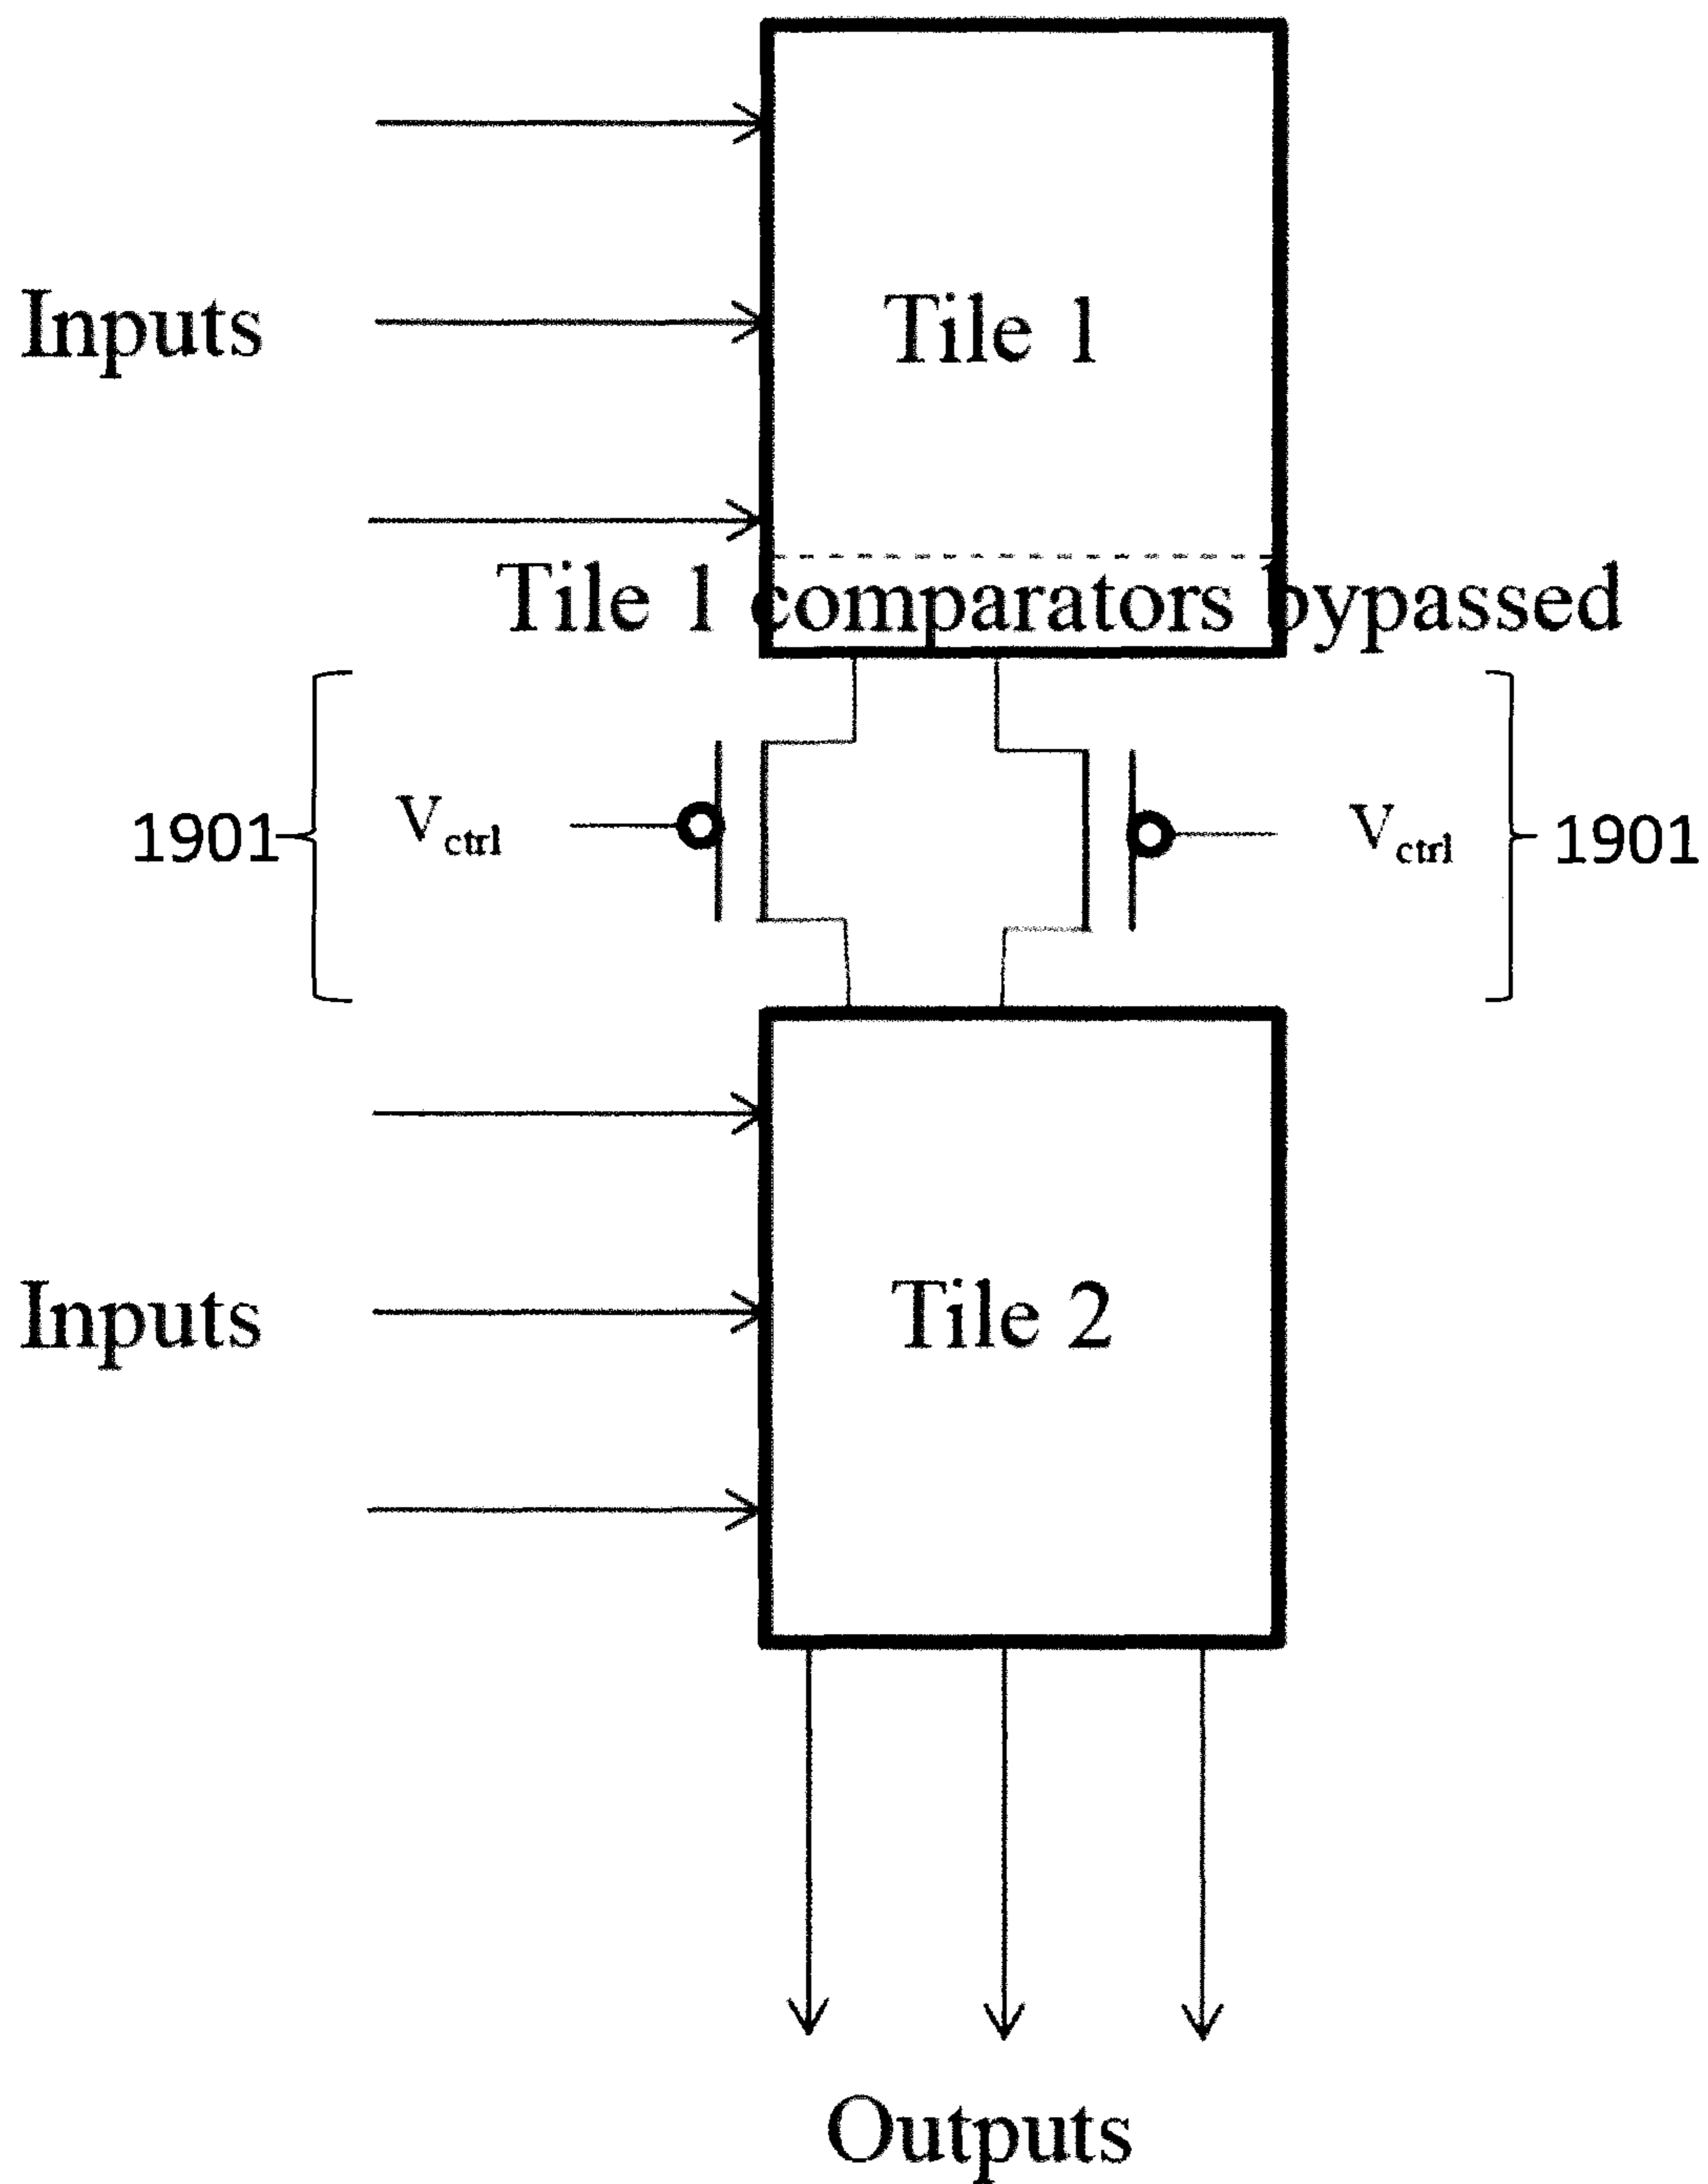 Inputs
Tile 1
Tile 1 comparators bypassed
1901 Vctrl Vctrl 1901
Inputs
Tile 2
Outputs